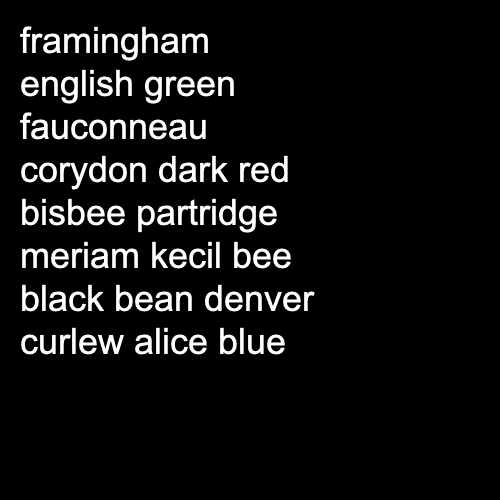 framingham
english green
fauconneau
corydon dark red
bisbee partridge
meriam kecil bee
black bean denver
curlew alice blue